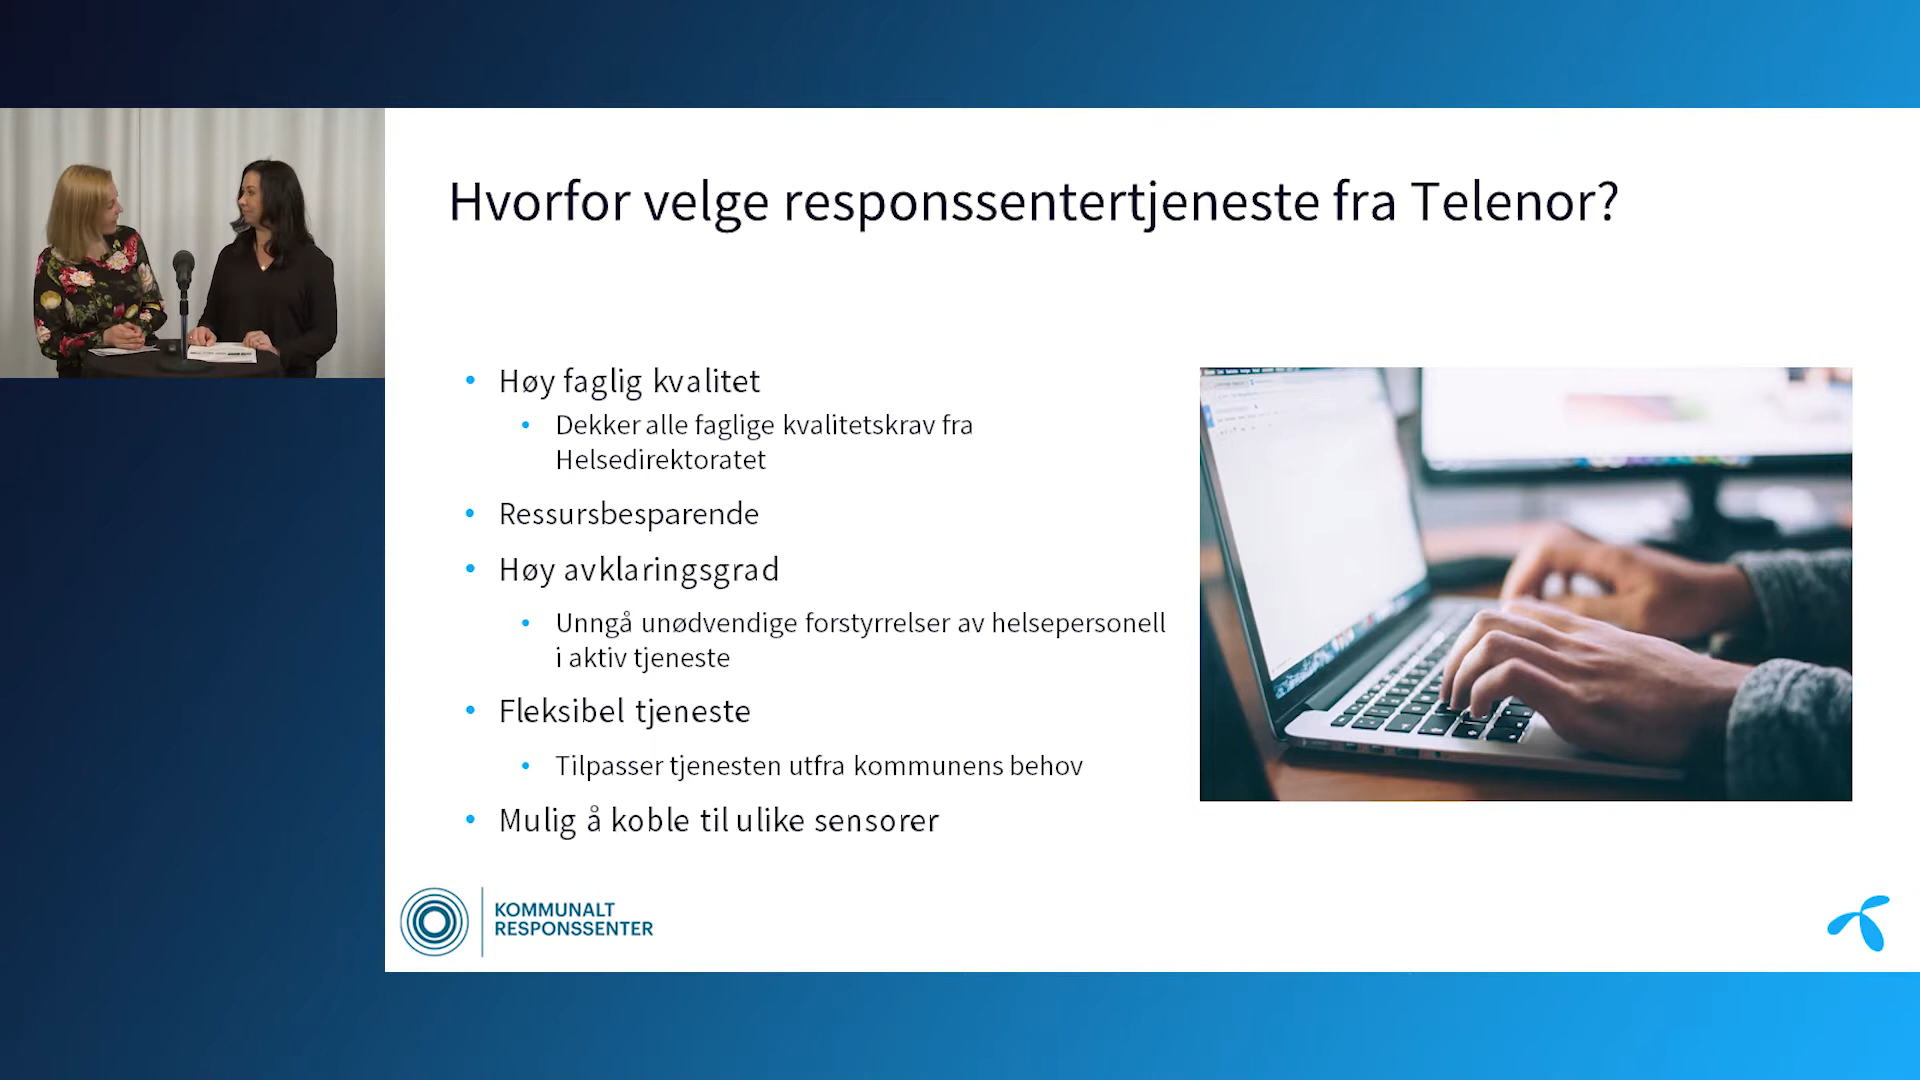 Hvorfor velge responssentertjeneste fra Telenor?
• Høy faglig kvalitet
• Dekker alle faglige kvalitetskrav fra
Helsedirektoratet
• Ressursbesparende
• Høy avklaringsgrad
• Unngå unødvendige forstyrrelser av helsepersonell
i aktiv tjeneste
• Fleksibel tjeneste
• Tilpasser tjenesten utfra kommunens behov
• Mulig å koble til ulike sensorer
KOMMUNALT
RESPONSSENTER